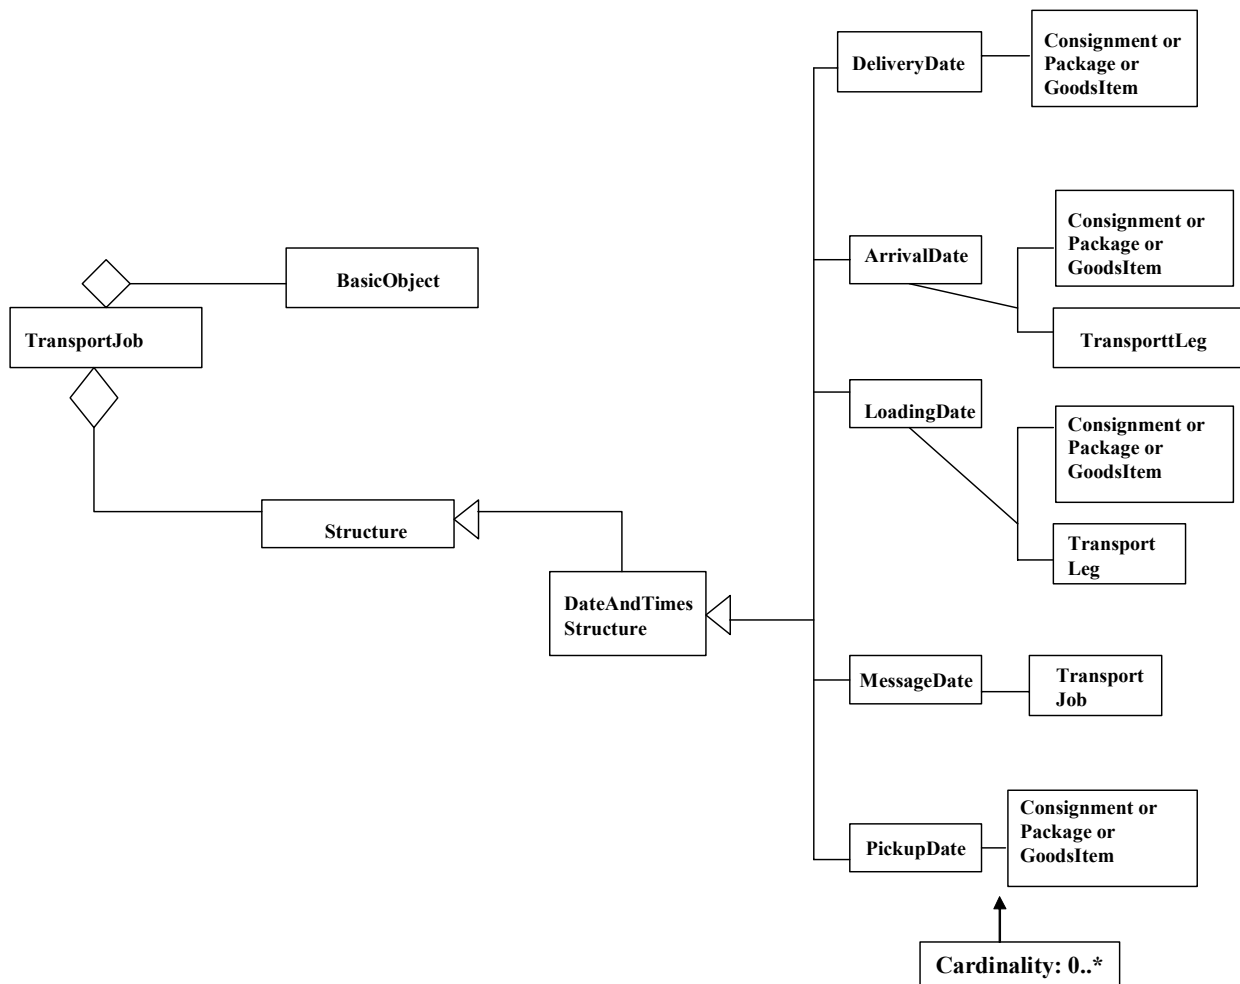 DeliveryDate
Consignment or
Package or
GoodsItem
ArrivalDate
Consignment or
Package or
GoodsItem
TransporttLeg
BasicObject
TransportJob
LoadingDate
Consignment or
Package or
GoodsItem
Transport
Leg
Structure
DateAndTimes
Structure
MessageDate
Transport
Job
PickupDate
Consignment or
Package or
GoodsItem
Cardinality: 0..*